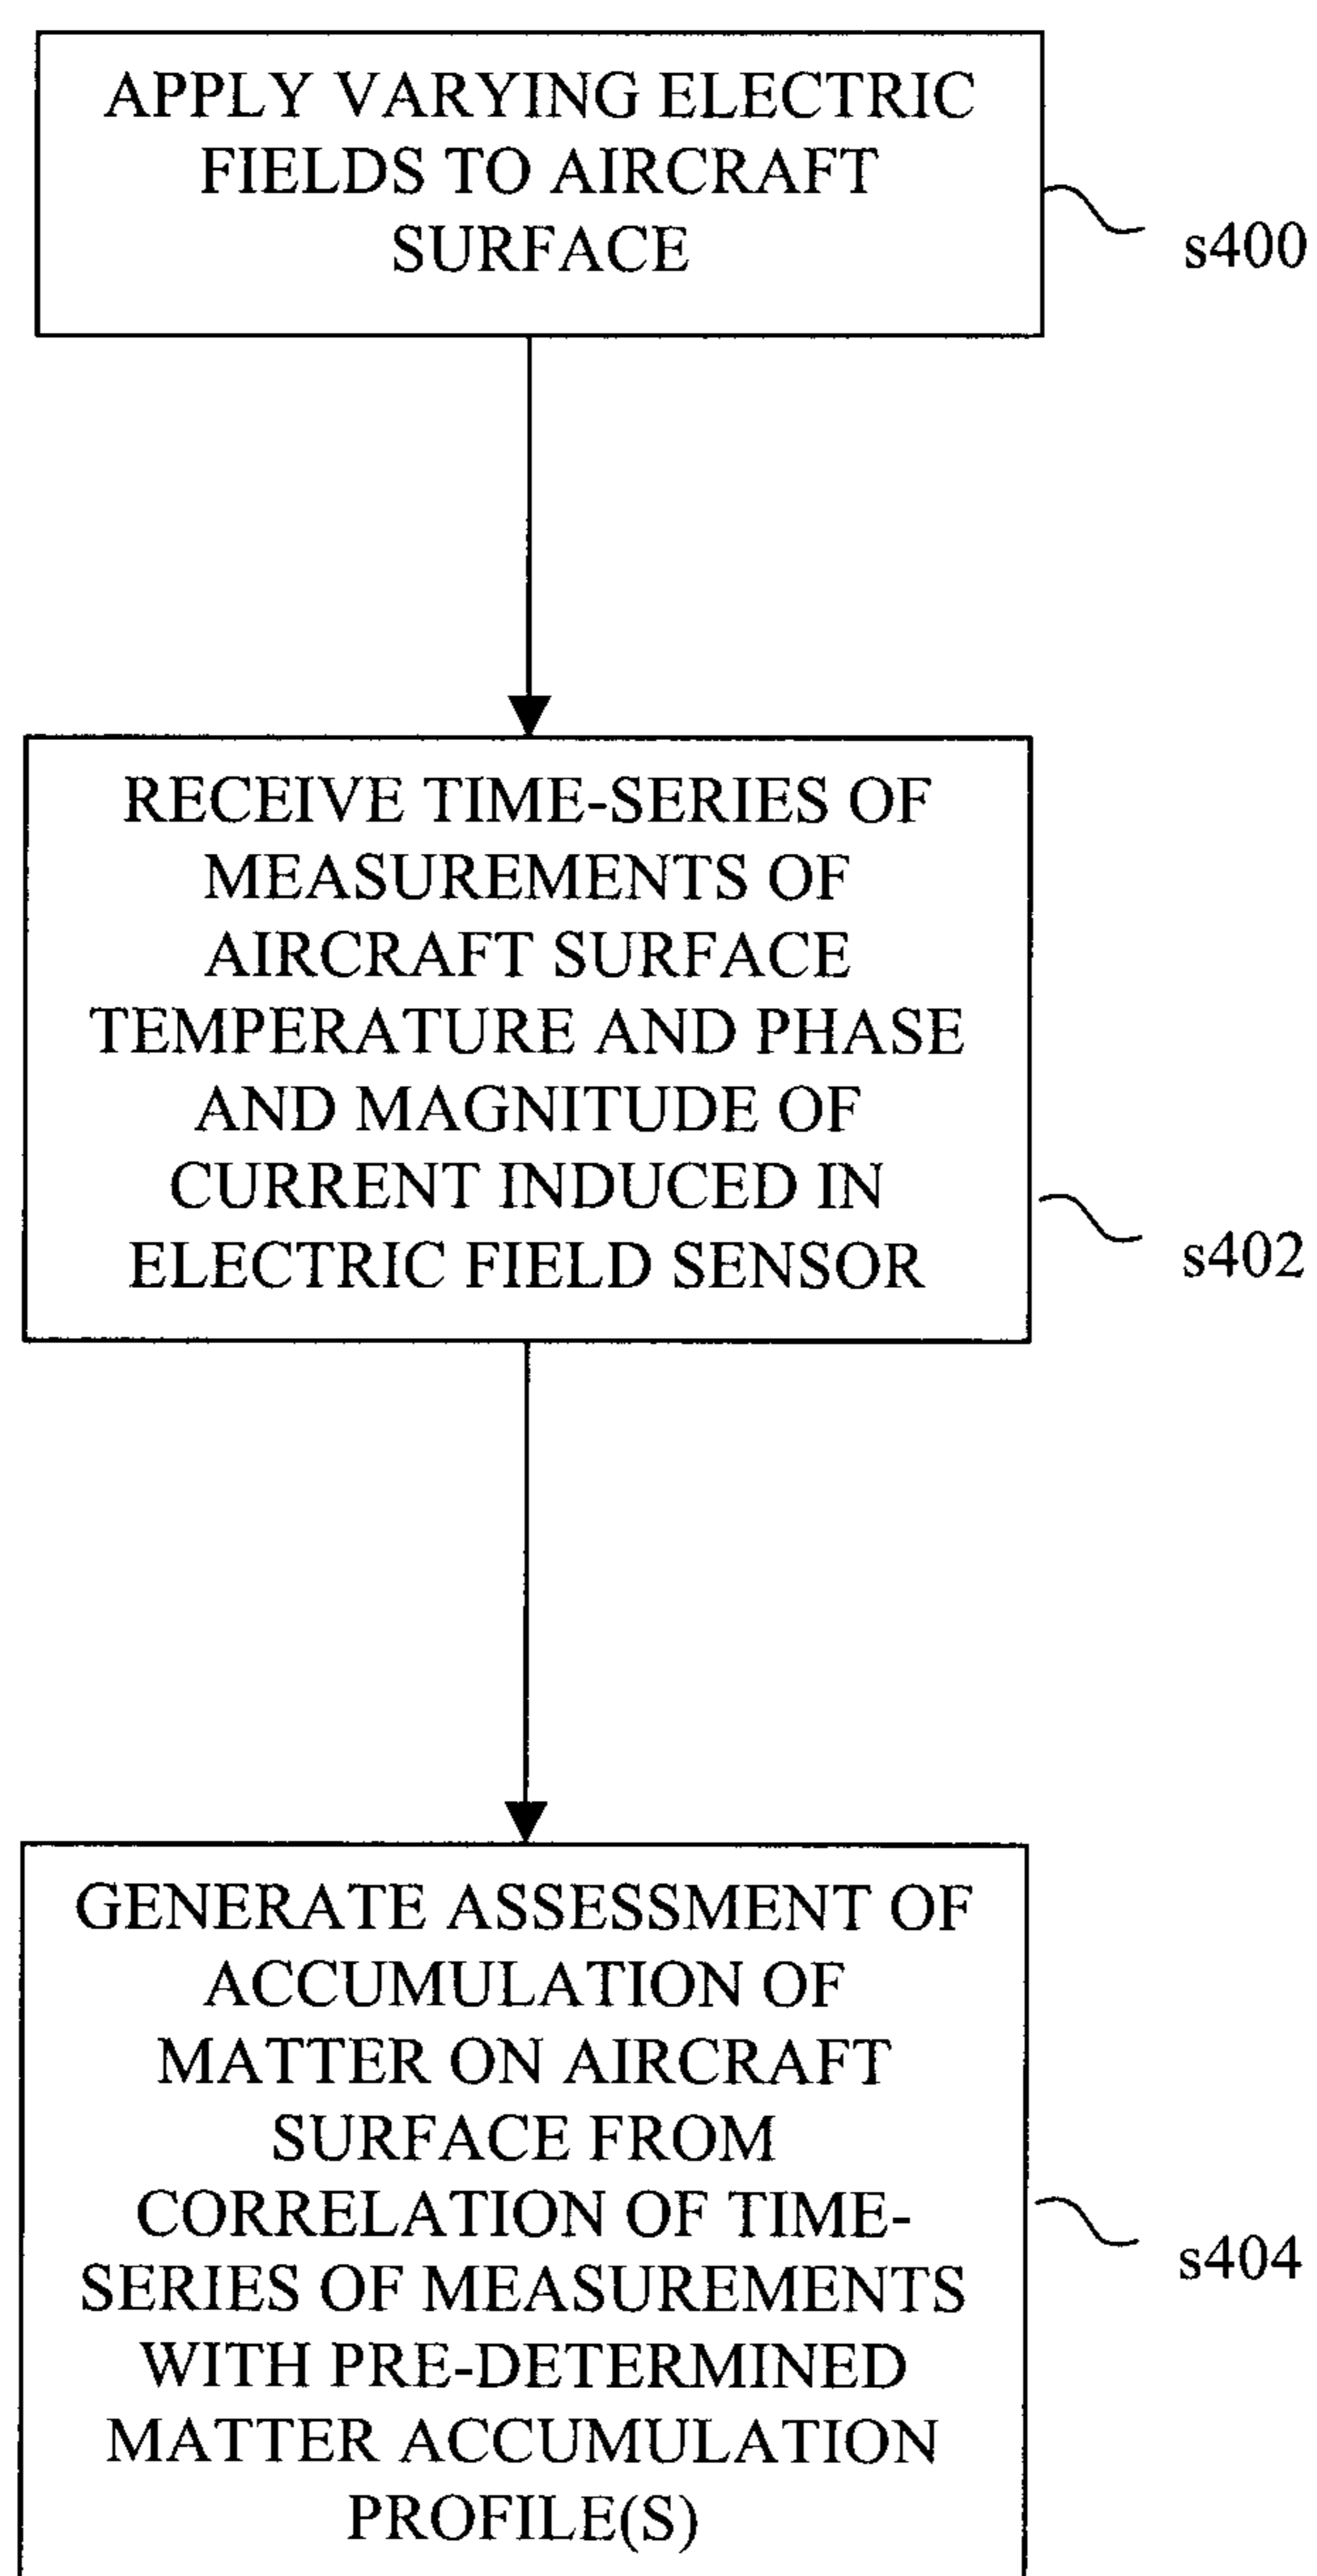 APPLY VARYING ELECTRIC
FIELDS TO AIRCRAFT
SURFACE
s400
RECEIVE TIME-SERIES OF
MEASUREMENTS OF
AIRCRAFT SURFACE
TEMPERATURE AND PHASE
AND MAGNITUDE OF
CURRENT INDUCED IN
ELECTRIC FIELD SENSOR
s402
GENERATE ASSESSMENT OF
ACCUMULATION OF
MATTER ON AIRCRAFT
SURFACE FROM
CORRELATION OF TIME-
SERIES OF MEASUREMENTS
WITH PRE-DETERMINED
MATTER ACCUMULATION
PROFILE(S)
s404